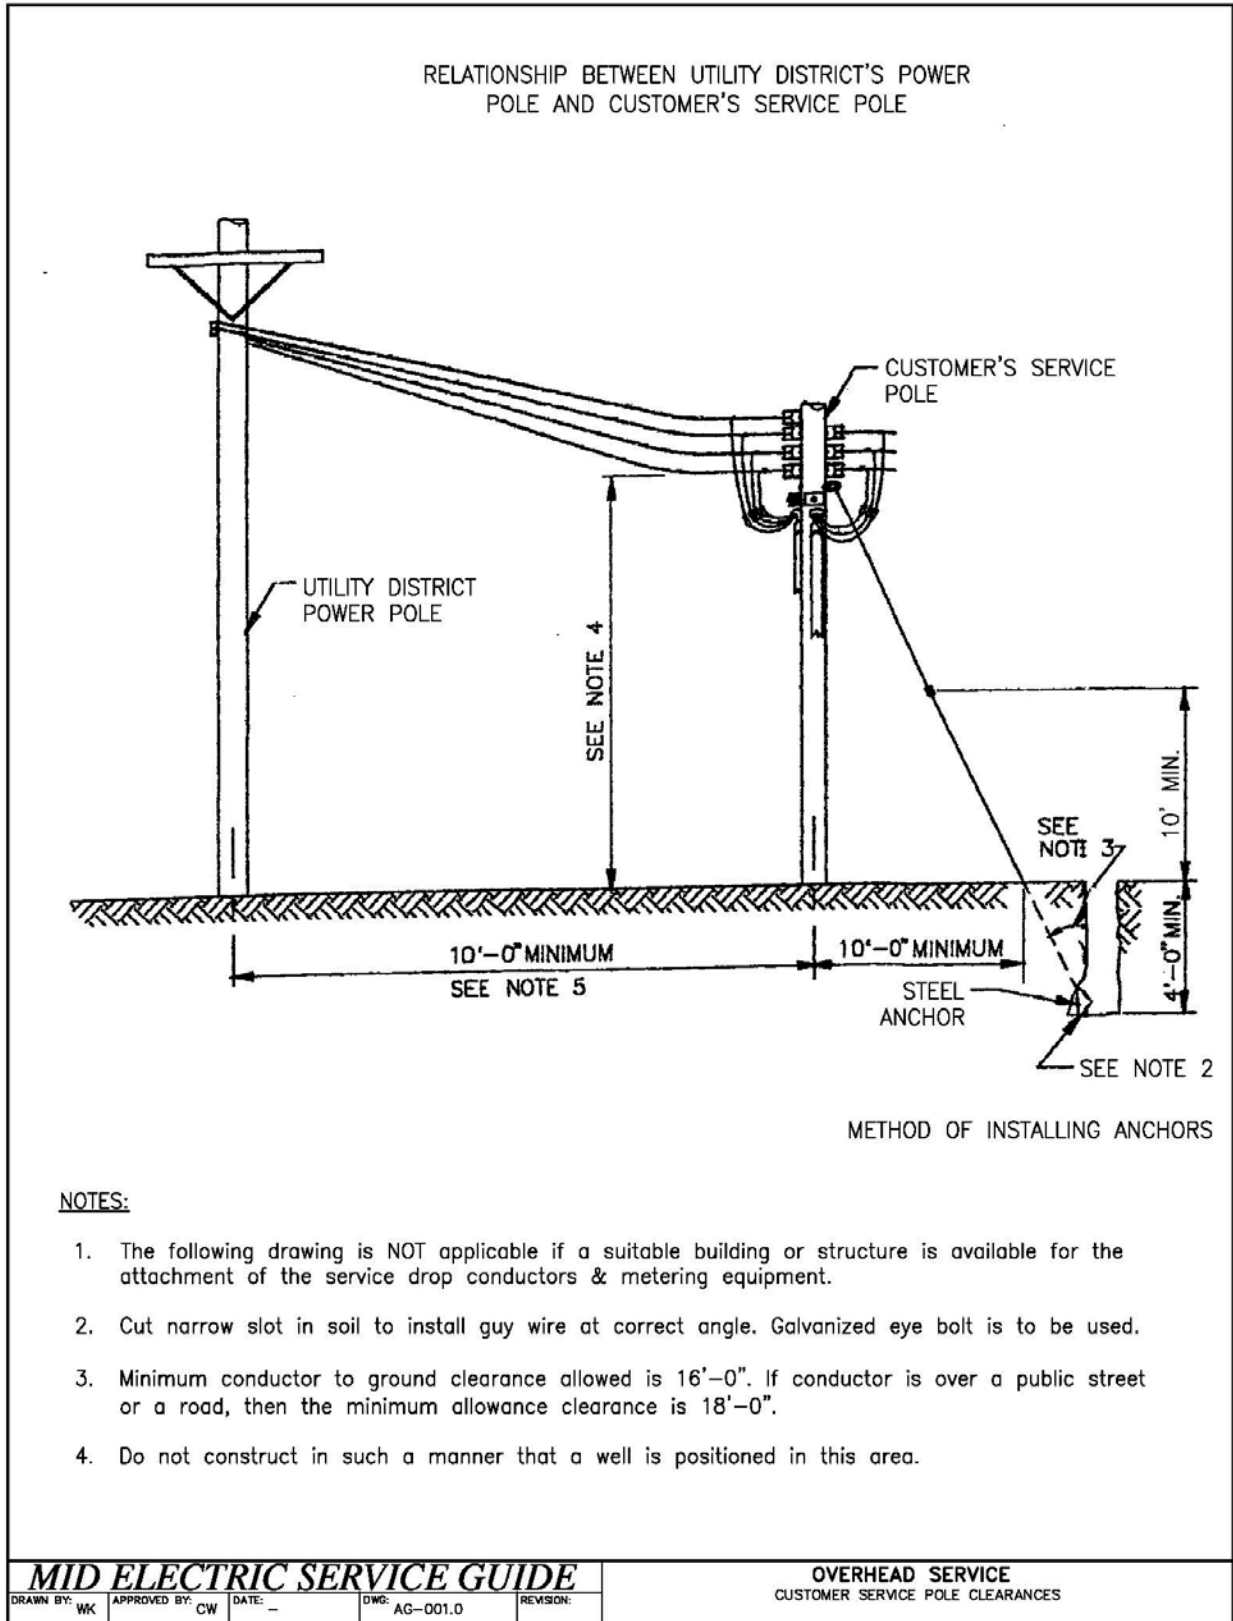 RELATIONSHIP BETWEEN UTILITY DISTRICT'S POWER
POLE AND CUSTOMER'S SERVICE POLE
CUSTOMER'S SERVICE
POLE
UTILITY DISTRICT
POWER POLE
SEE NOTE 4
10' MIN.
SEE
NOTE 3
10'-0" MINIMUM
SEE NOTE 5
10'-0" MINIMUM
4'-0" MIN.
STEEL
ANCHOR
SEE NOTE 2
METHOD OF INSTALLING ANCHORS
NOTES:
1. The following drawing is NOT applicable if a suitable building or structure is available for the
attachment of the service drop conductors & metering equipment.
2. Cut narrow slot in soil to install guy wire at correct angle. Galvanized eye bolt is to be used.
3. Minimum conductor to ground clearance allowed is 16'-0". If conductor is over a public street
or a road, then the minimum allowance clearance is 18'-0".
4. Do not construct in such a manner that a well is positioned in this area.
MID ELECTRIC SERVICE GUIDE
DRAWN BY: WK APPROVED BY: CW DATE: - DWG: AG-001.0 REVISION:
OVERHEAD SERVICE
CUSTOMER SERVICE POLE CLEARANCES